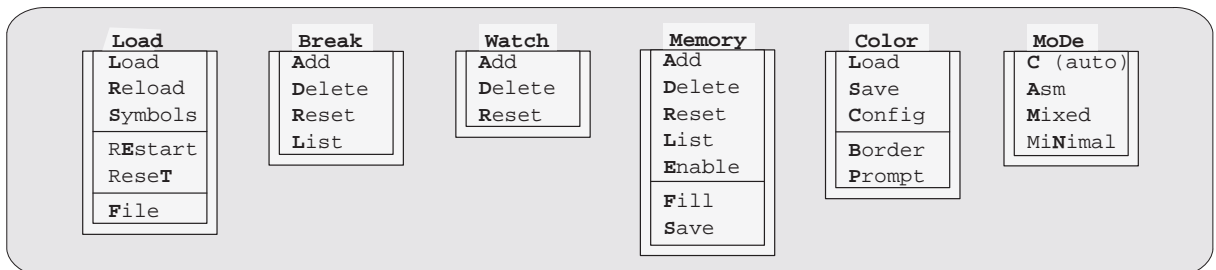 Load
Load
Reload
Symbols
REstart
ReseT
File
Break
Add
Delete
Reset
List
Watch
Add
Delete
Reset
Memory
Add
Delete
Reset
List
Enable
Fill
Save
Color
Load
Save
Config
Border
Prompt
MoDe
C (auto)
Asm
Mixed
MiNimal